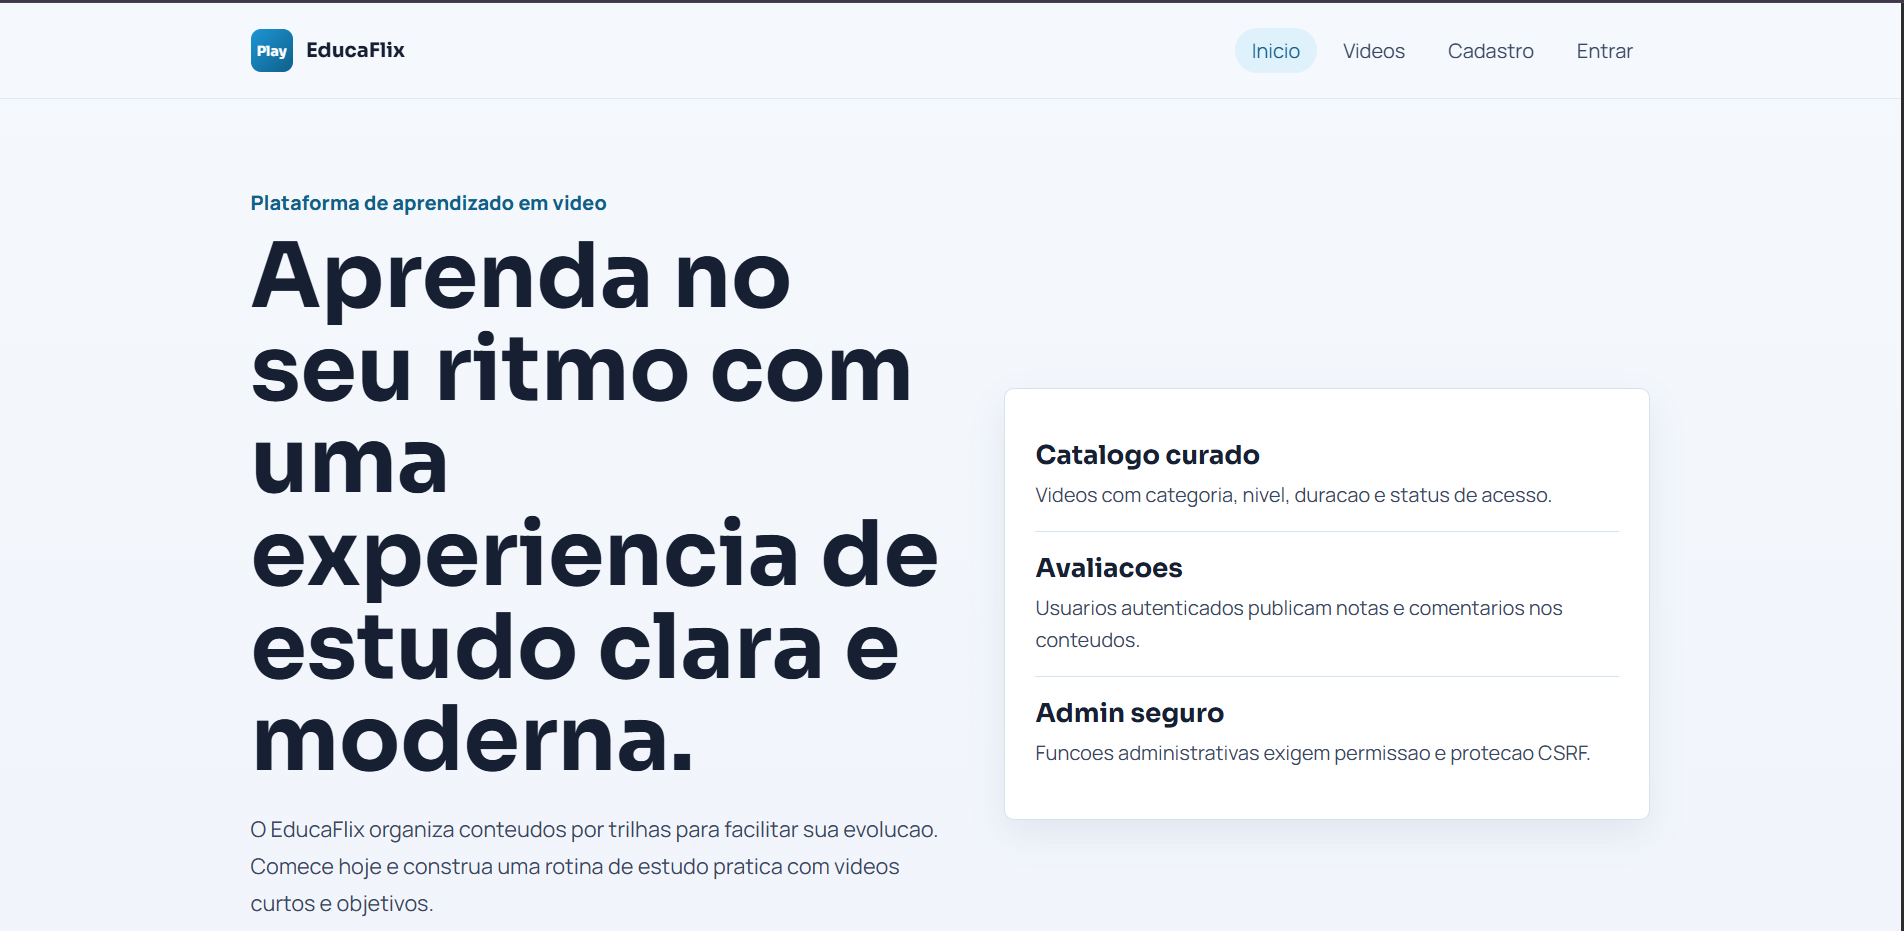 Play
EducaFlix
Inicio
Videos
Cadastro
Entrar
Plataforma de aprendizado em video
Aprenda no
seu ritmo com
uma
experiencia de
estudo clara e
moderna.
O EducaFlix organiza conteudos por trilhas para facilitar sua evolucao.
Comece hoje e construa uma rotina de estudo pratica com videos
curtos e objetivos.
Catalogo curado
Videos com categoria, nivel, duracao e status de acesso.
Avaliacoes
Usuarios autenticados publicam notas e comentarios nos
conteudos.
Admin seguro
Funcoes administrativas exigem permissao e protecao CSRF.